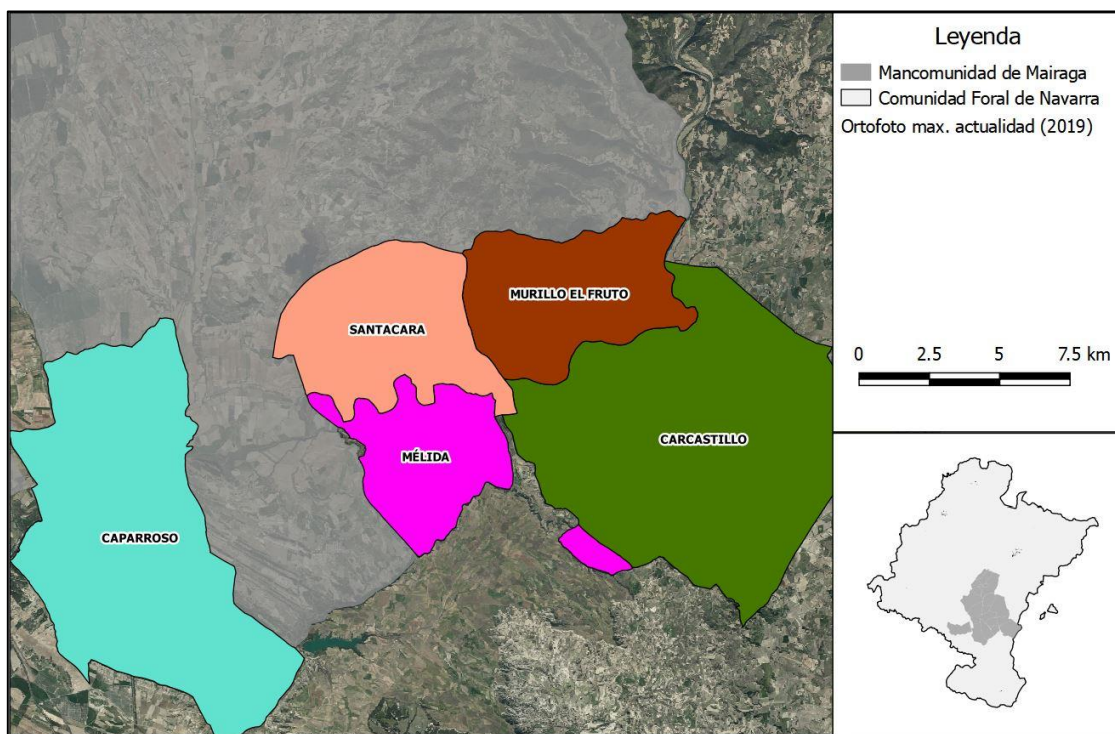 Leyenda
Mancomunidad de Mairaga
Comunidad Foral de Navarra
Ortofoto max. actualidad (2019)
MURILLO EL FRUTO
SANTACARA
CARCASTILLO
MÉLIDA
CAPARROSO
0 2.5 5 7.5 km